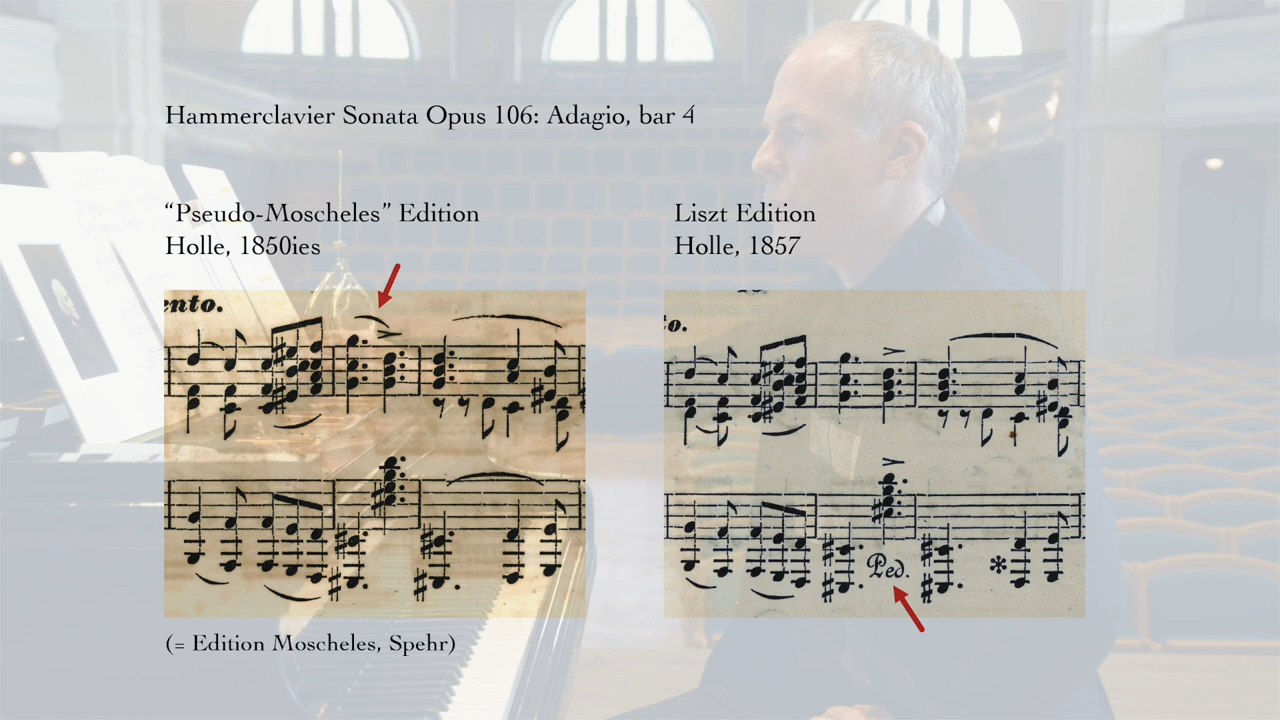 Hammerclavier Sonata Opus 106: Adagio, bar 4
“Pseudo-Moscheles” Edition
Holle, 1850ies
Liszt Edition
Holle, 1857
ento.
o.
Ped.
(= Edition Moscheles, Spehr)